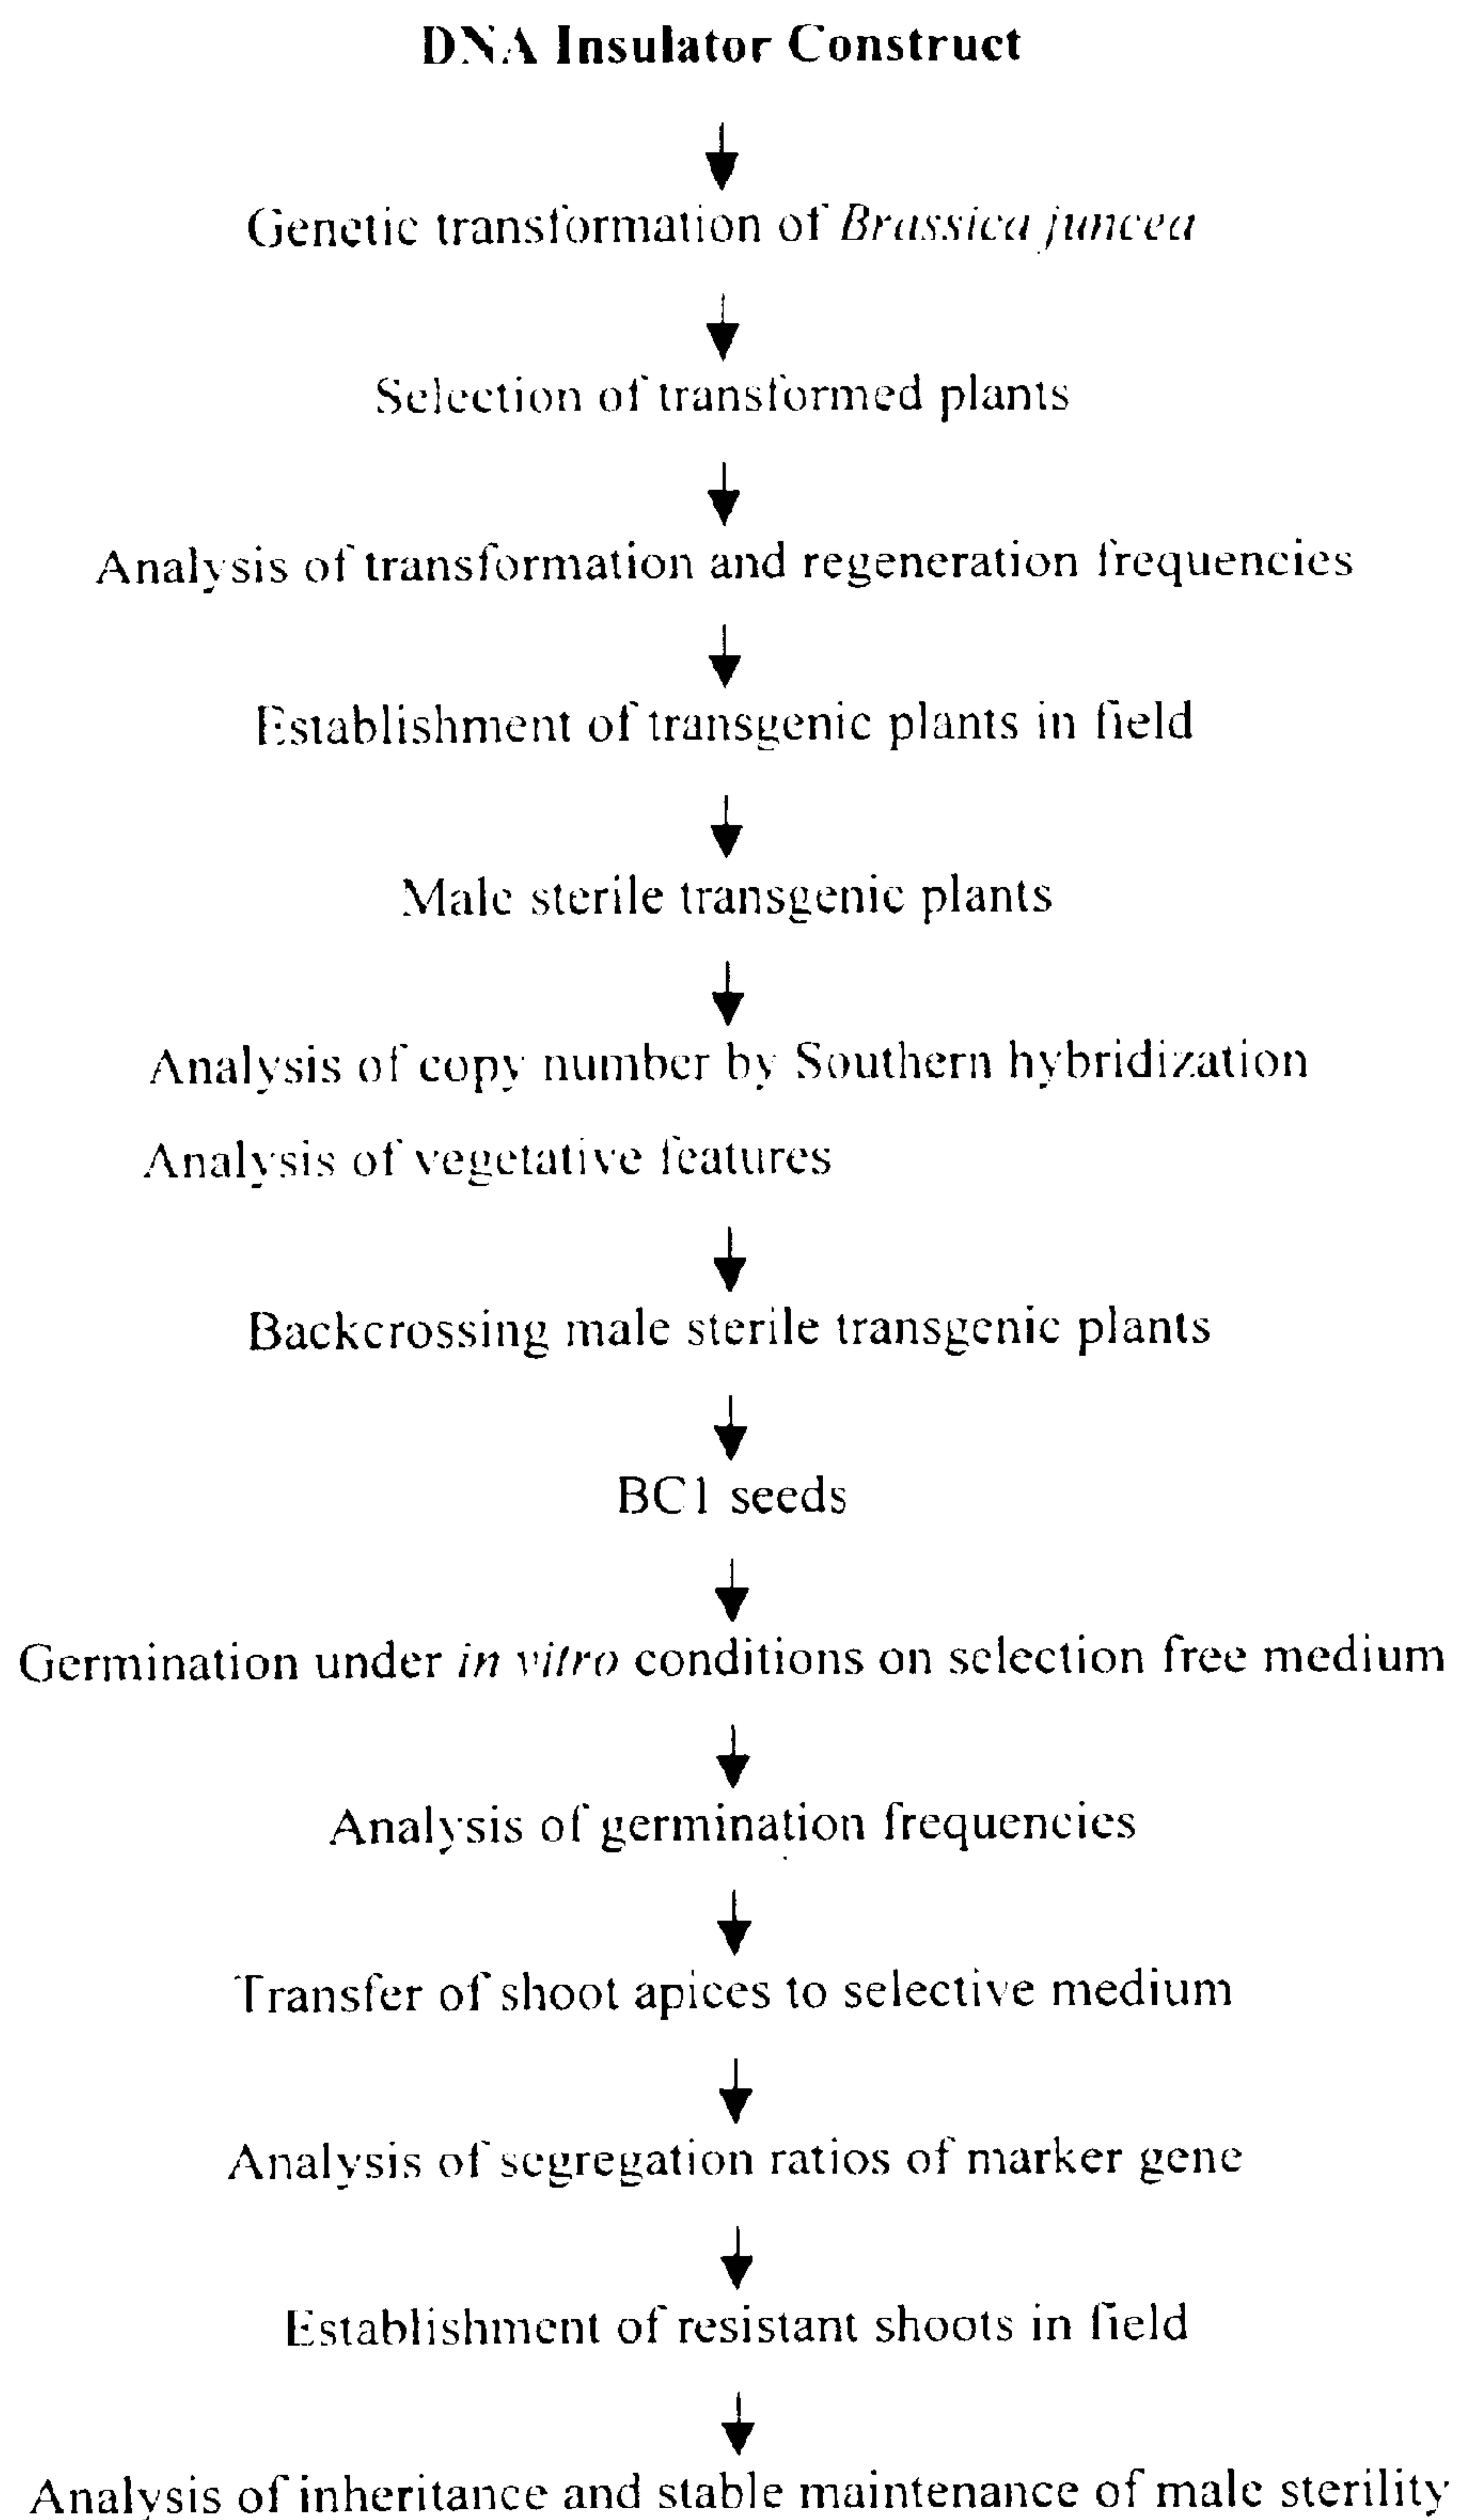 DNA Insulator Construct
Genetic transformation of Brassica juncea
Selection of transformed plants
Analysis of transformation and regeneration frequencies
Establishment of transgenic plants in field
Male sterile transgenic plants
Analysis of copy number by Southern hybridization
Analysis of vegetative features
Backcrossing male sterile transgenic plants
BC1 seeds
Germination under in vitro conditions on selection free medium
Analysis of germination frequencies
Transfer of shoot apices to selective medium
Analysis of segregation ratios of marker gene
Establishment of resistant shoots in field
Analysis of inheritance and stable maintenance of male sterility